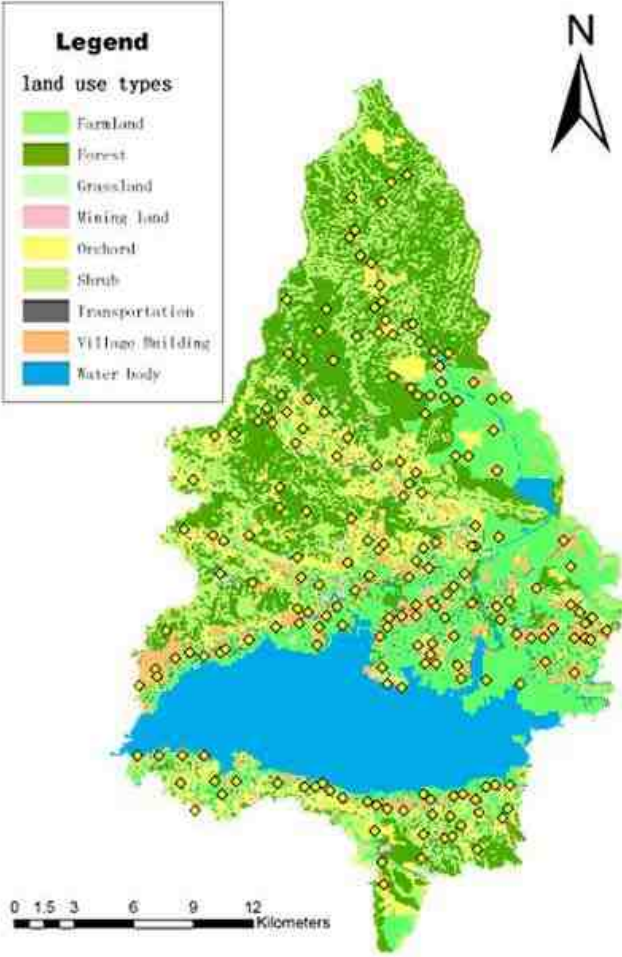 Legend
land use types
Farmland
Forest
Grassland
Mining land
Orchard
Shrub
Transportation
Village Building
Water body
N
0 1.5 3 6 9 12
Kilometers